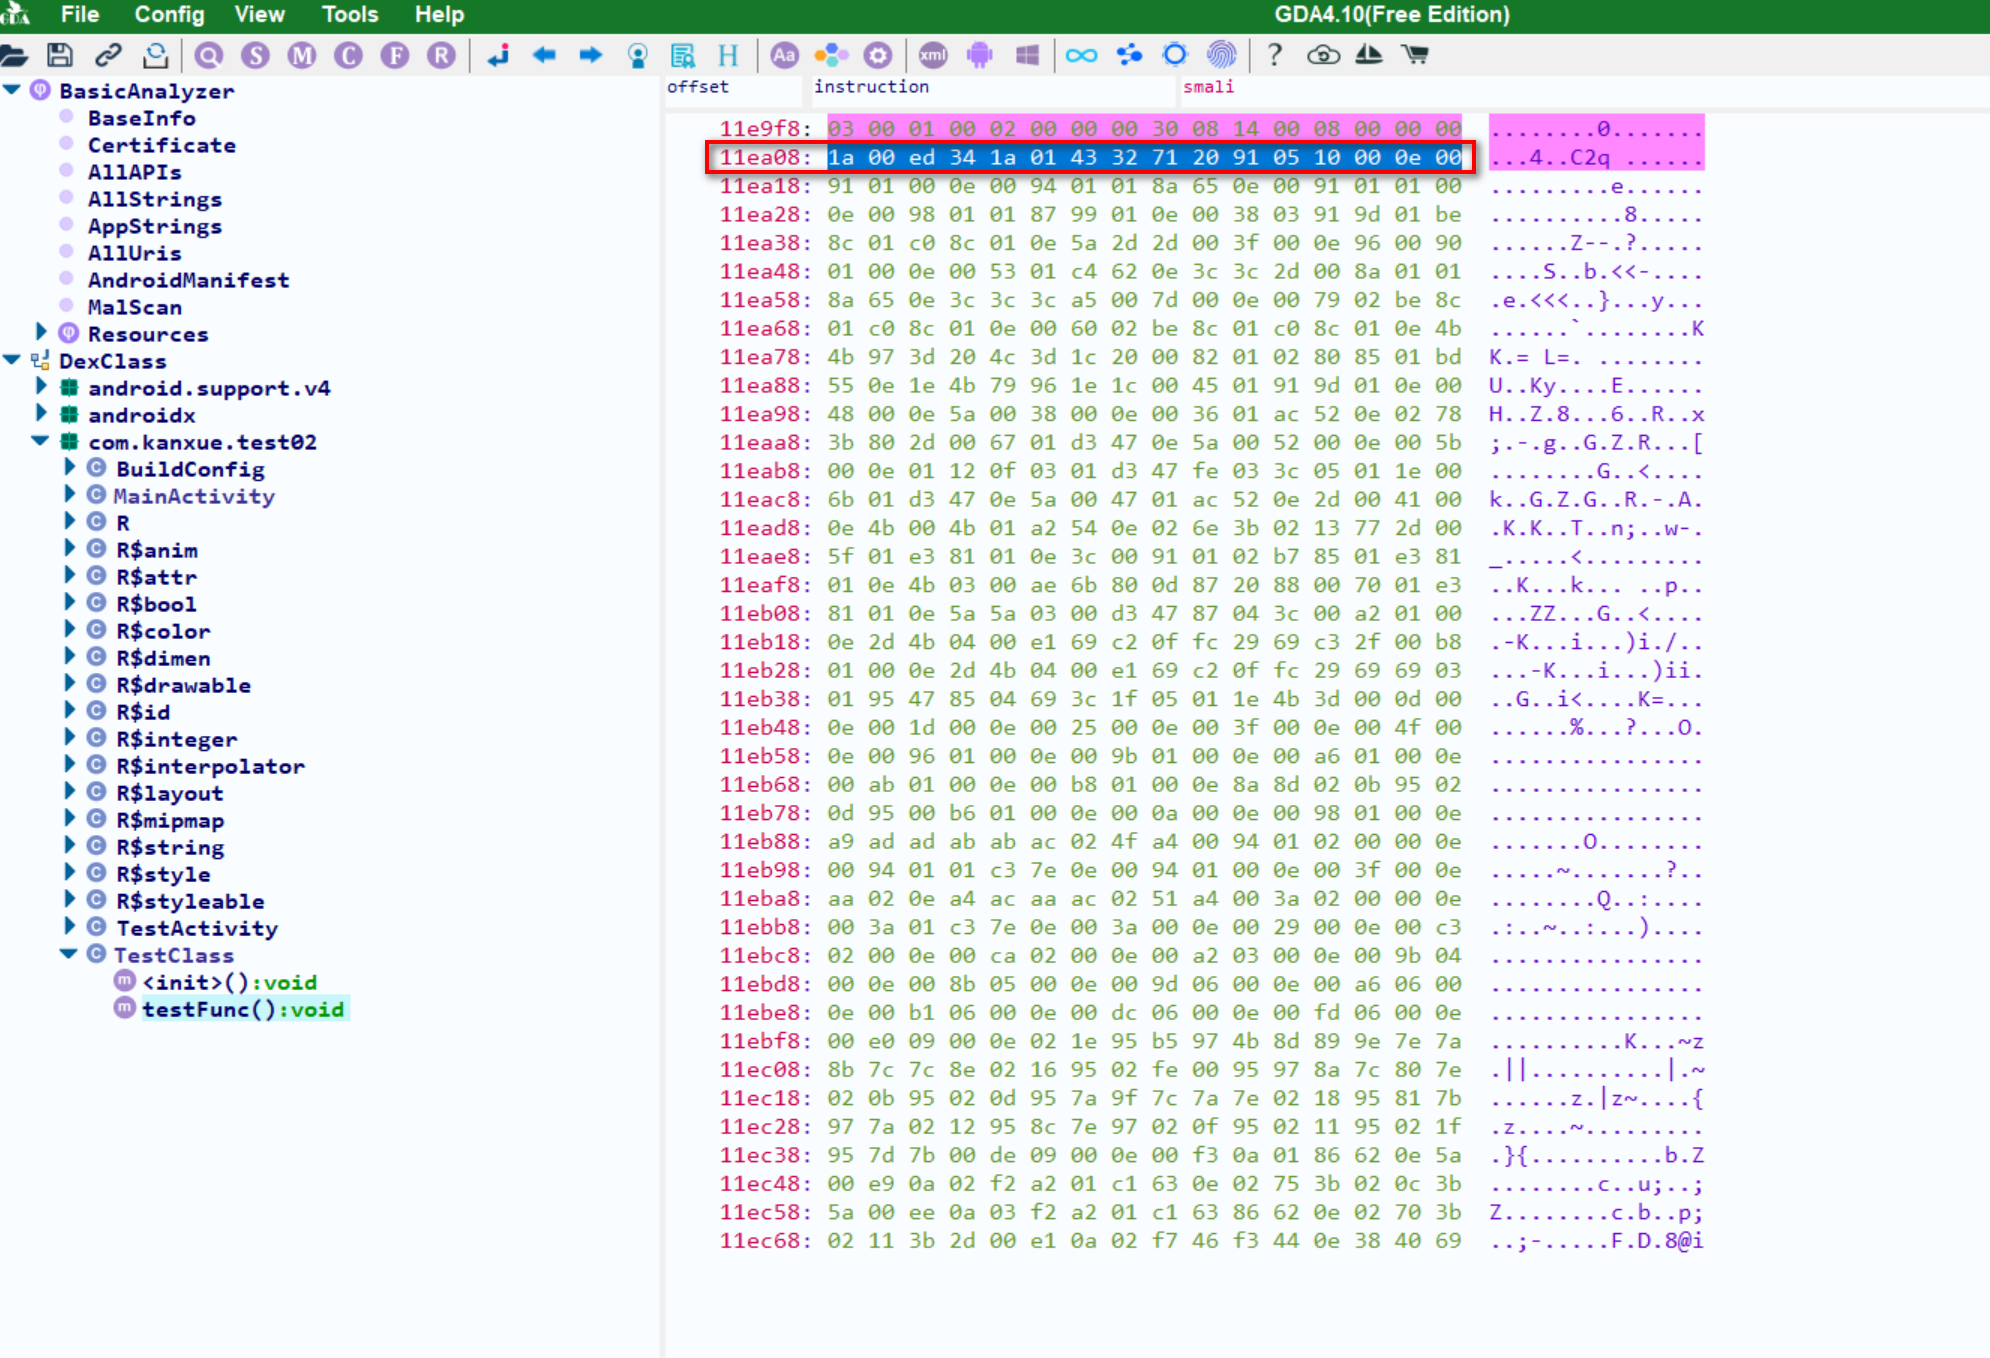 GDA File Config View Tools Help GDA4.10(Free Edition)
Q S M C F R H Aa xml ?
BasicAnalyzer
BaseInfo
Certificate
AllAPIs
AllStrings
AppStrings
AllUris
AndroidManifest
MalScan
Resources
DexClass
android.support.v4
androidx
com.kanxue.test02
BuildConfig
MainActivity
R
R$anim
R$attr
R$bool
R$color
R$dimen
R$drawable
R$id
R$integer
R$interpolator
R$layout
R$mipmap
R$string
R$style
R$styleable
TestActivity
TestClass
<init>():void
testFunc():void
offset instruction smali
11e9f8: 03 00 01 00 02 00 00 00 30 08 14 00 08 00 00 00 ........0.......
11ea08: 1a 00 ed 34 1a 01 43 32 71 20 91 05 10 00 0e 00 ...4..C2q ......
11ea18: 91 01 00 0e 00 94 01 01 8a 65 0e 00 91 01 01 00 .........e......
11ea28: 0e 00 98 01 01 87 99 01 0e 00 38 03 91 9d 01 be ..........8.....
11ea38: 8c 01 c0 8c 01 0e 5a 2d 2d 00 3f 00 0e 96 00 90 ......Z--.?.....
11ea48: 01 00 0e 00 53 01 c4 62 0e 3c 3c 2d 00 8a 01 01 ....S..b.<<-....
11ea58: 8a 65 0e 3c 3c 3c a5 00 7d 00 0e 00 79 02 be 8c .e.<<<..}...y...
11ea68: 01 c0 8c 01 0e 00 60 02 be 8c 01 c0 8c 01 0e 4b ......`........K
11ea78: 4b 97 3d 20 4c 3d 1c 20 00 82 01 02 80 85 01 bd K.= L=. ........
11ea88: 55 0e 1e 4b 79 96 1e 1c 00 45 01 91 9d 01 0e 00 U..Ky....E......
11ea98: 48 00 0e 5a 00 38 00 0e 00 36 01 ac 52 0e 02 78 H..Z.8...6..R..x
11eaa8: 3b 80 2d 00 67 01 d3 47 0e 5a 00 52 00 0e 00 5b ;.-.g..G.Z.R...[
11eab8: 00 0e 01 12 0f 03 01 d3 47 fe 03 3c 05 01 1e 00 ........G..<....
11eac8: 6b 01 d3 47 0e 5a 00 47 01 ac 52 0e 2d 00 41 00 k..G.Z.G..R.-.A.
11ead8: 0e 4b 00 4b 01 a2 54 0e 02 6e 3b 02 13 77 2d 00 .K.K..T..n;..w-.
11eae8: 5f 01 e3 81 01 0e 3c 00 91 01 02 b7 85 01 e3 81 _.....<.........
11eaf8: 01 0e 4b 03 00 ae 6b 80 0d 87 20 88 00 70 01 e3 ..K...k... ..p..
11eb08: 81 01 0e 5a 5a 03 00 d3 47 87 04 3c 00 a2 01 00 ...ZZ...G..<....
11eb18: 0e 2d 4b 04 00 e1 69 c2 0f fc 29 69 c3 2f 00 b8 .-K...i...)i./..
11eb28: 01 00 0e 2d 4b 04 00 e1 69 c2 0f fc 29 69 69 03 ...-K...i...)ii.
11eb38: 01 95 47 85 04 69 3c 1f 05 01 1e 4b 3d 00 0d 00 ..G..i<....K=...
11eb48: 0e 00 1d 00 0e 00 25 00 0e 00 3f 00 0e 00 4f 00 ......%...?...O.
11eb58: 0e 00 96 01 00 0e 00 9b 01 00 0e 00 a6 01 00 0e ................
11eb68: 00 ab 01 00 0e 00 b8 01 00 0e 8a 8d 02 0b 95 02 ................
11eb78: 0d 95 00 b6 01 00 0e 00 0a 00 0e 00 98 01 00 0e ................
11eb88: a9 ad ad ab ab ac 02 4f a4 00 94 01 02 00 00 0e .......O........
11eb98: 00 94 01 01 c3 7e 0e 00 94 01 00 0e 00 3f 00 0e .....~.......?..
11eba8: aa 02 0e a4 ac aa ac 02 51 a4 00 3a 02 00 00 0e ........Q..:....
11ebb8: 00 3a 01 c3 7e 0e 00 3a 00 0e 00 29 00 0e 00 c3 .:..~..:...)....
11ebc8: 02 00 0e 00 ca 02 00 0e 00 a2 03 00 0e 00 9b 04 ................
11ebd8: 00 0e 00 8b 05 00 0e 00 9d 06 00 0e 00 a6 06 00 ................
11ebe8: 0e 00 b1 06 00 0e 00 dc 06 00 0e 00 fd 06 00 0e ................
11ebf8: 00 e0 09 00 0e 02 1e 95 b5 97 4b 8d 89 9e 7e 7a ..........K...~z
11ec08: 8b 7c 7c 8e 02 16 95 02 fe 00 95 97 8a 7c 80 7e .||..........|.~
11ec18: 02 0b 95 02 0d 95 7a 9f 7c 7a 7e 02 18 95 81 7b ......z.|z~....{
11ec28: 97 7a 02 12 95 8c 7e 97 02 0f 95 02 11 95 02 1f .z....~.........
11ec38: 95 7d 7b 00 de 09 00 0e 00 f3 0a 01 86 62 0e 5a .}{..........b.Z
11ec48: 00 e9 0a 02 f2 a2 01 c1 63 0e 02 75 3b 02 0c 3b ........c..u;..;
11ec58: 5a 00 ee 0a 03 f2 a2 01 c1 63 86 62 0e 02 70 3b Z........c.b..p;
11ec68: 02 11 3b 2d 00 e1 0a 02 f7 46 f3 44 0e 38 40 69 ..;-.....F.D.8@i